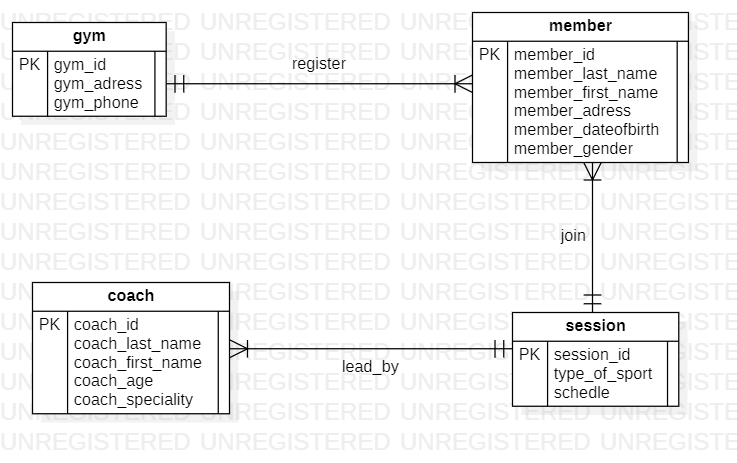 gym
PK gym_id
gym_adress
gym_phone
register
member
PK member_id
member_last_name
member_first_name
member_adress
member_dateofbirth
member_gender
join
coach
PK coach_id
coach_last_name
coach_first_name
coach_age
coach_speciality
lead_by
session
PK session_id
type_of_sport
schedle
UNREGISTERED